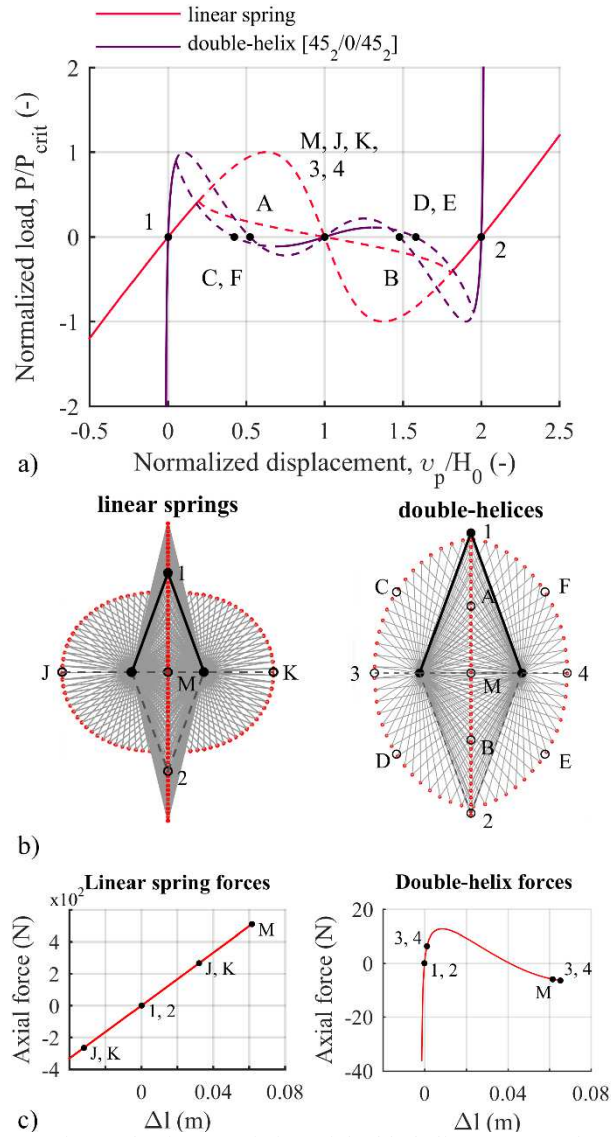 linear spring
double-helix [45₂/0/45₂]
Normalized load, P/P_crit (-)
2
1
0
-1
-2
M, J, K,
3, 4
A
D, E
1
2
C, F
B
-0.5 0 0.5 1 1.5 2 2.5
Normalized displacement, v_p/H_0 (-)
a)
linear springs
double-helices
1
1
C
F
A
J
M
K
3
M
4
D
B
E
2
2
b)
Linear spring forces
Double-helix forces
x10²
Axial force (N)
4
2
0
-2
-4
M
J, K
1, 2
J, K
0 0.04 0.08
Δl (m)
Axial force (N)
20
0
-20
-40
3, 4
1, 2
3, 4
M
0 0.04 0.08
Δl (m)
c)